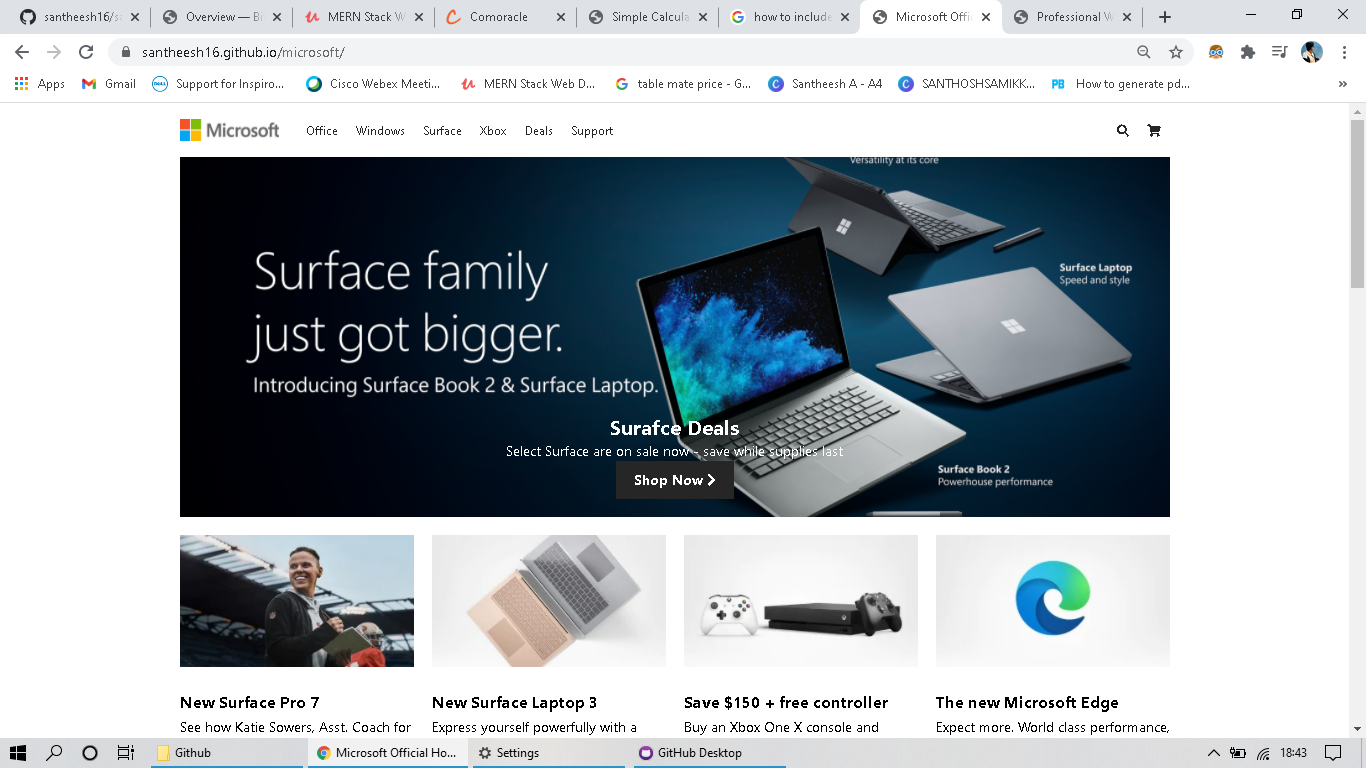 santheesh16/s
Overview — Bi
MERN Stack W
Comoracle
Simple Calcula
how to include
Microsoft Offi
Professional W
santheesh16.github.io/microsoft/
Apps
Gmail
Support for Inspiro...
Cisco Webex Meeti...
MERN Stack Web D...
table mate price - G...
Santheesh A - A4
SANTHOSHSAMIKK...
How to generate pd...
»
Microsoft
Office
Windows
Surface
Xbox
Deals
Support
Versatility at its core
Surface family
just got bigger.
Introducing Surface Book 2 & Surface Laptop.
Surface Laptop
Speed and style
Surafce Deals
Select Surface are on sale now - save while supplies last
Shop Now
Surface Book 2
Powerhouse performance
New Surface Pro 7
See how Katie Sowers, Asst. Coach for
New Surface Laptop 3
Express yourself powerfully with a
Save $150 + free controller
Buy an Xbox One X console and
The new Microsoft Edge
Expect more. World class performance,
Github
Microsoft Official Ho...
Settings
GitHub Desktop
18:43